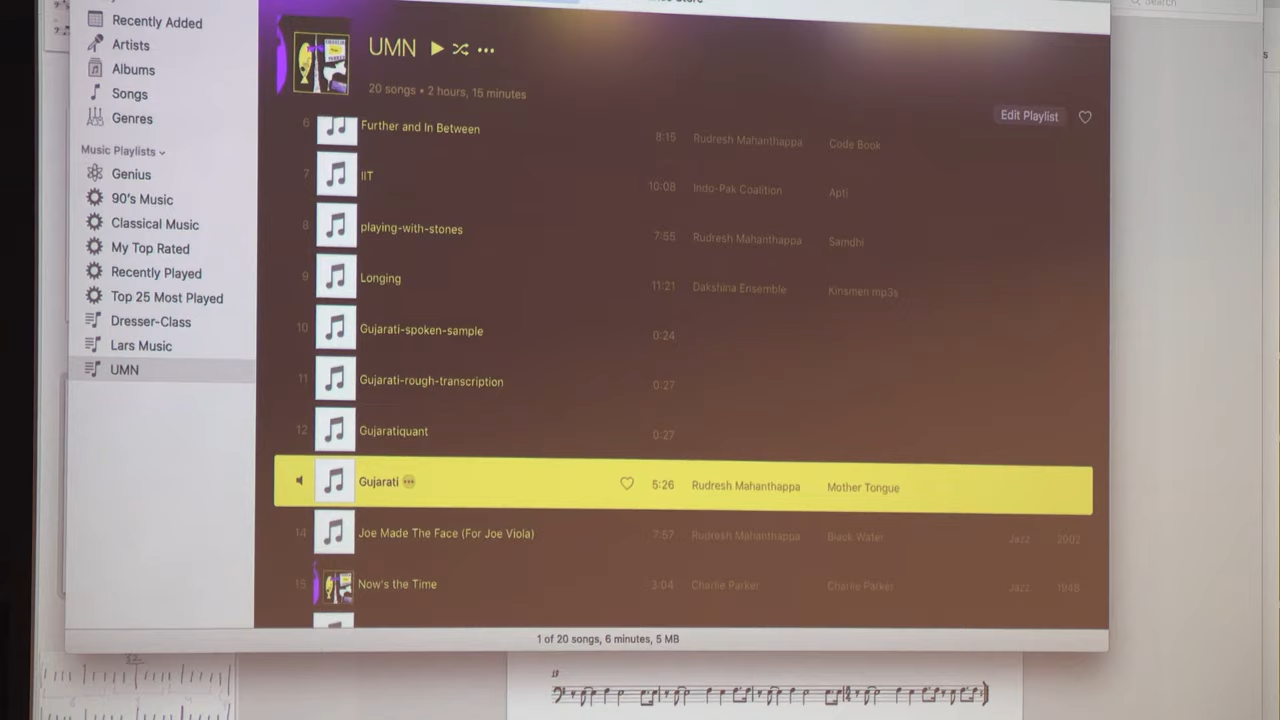 Search
Recently Added
Artists
Albums
Songs
Genres
Music Playlists
Genius
90's Music
Classical Music
My Top Rated
Recently Played
Top 25 Most Played
Dresser-Class
Lars Music
UMN
UMN
20 songs • 2 hours, 15 minutes
Edit Playlist
6 Further and In Between 8:15 Rudresh Mahanthappa Code Book
7 IIT 10:08 Indo-Pak Coalition Apti
8 playing-with-stones 7:55 Rudresh Mahanthappa Samdhi
9 Longing 11:21 Dakshina Ensemble Kinsmen mp3s
10 Gujarati-spoken-sample 0:24
11 Gujarati-rough-transcription 0:27
12 Gujaratiquant 0:27
Gujarati 5:26 Rudresh Mahanthappa Mother Tongue
14 Joe Made The Face (For Joe Viola) 7:57 Rudresh Mahanthappa Black Water Jazz 2002
15 Now's the Time 3:04 Charlie Parker Charlie Parker Jazz 1948
1 of 20 songs, 6 minutes, 5 MB